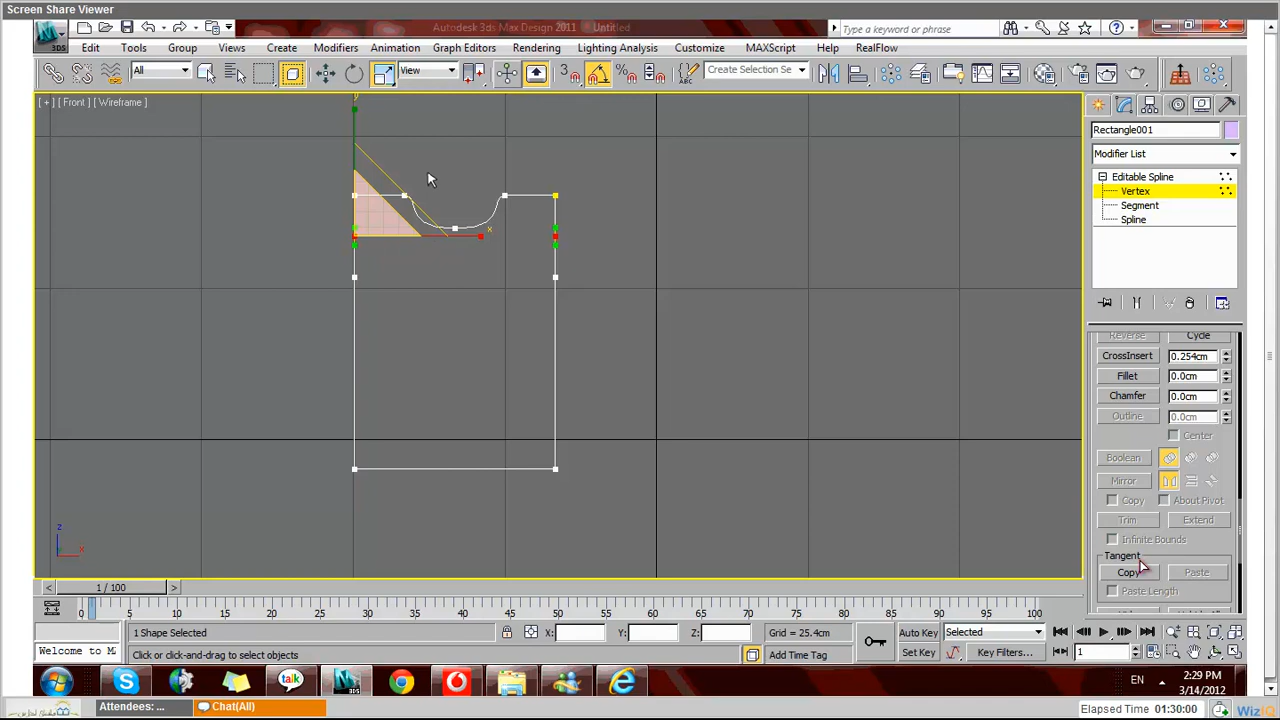 Screen Share Viewer
Autodesk 3ds Max Design 2011 Untitled
Type a keyword or phrase
3DS
Edit Tools Group Views Create Modifiers Animation Graph Editors Rendering Lighting Analysis Customize MAXScript Help RealFlow
All View 3 Create Selection Se
[ + ] [ Front ] [ Wireframe ]
Rectangle001
Modifier List
Editable Spline
Vertex
Segment
Spline
y
x
Reverse Cycle
CrossInsert 0.254cm
Fillet 0.0cm
Chamfer 0.0cm
Outline 0.0cm
Center
Boolean
Mirror
Copy About Pivot
Trim Extend
Infinite Bounds
Tangent
Copy Paste
Paste Length
z
x
< 1 / 100 >
0 5 10 15 20 25 30 35 40 45 50 55 60 65 70 75 80 85 90 95 100
1 Shape Selected X: Y: Z: Grid = 25.4cm Auto Key Selected
Welcome to M Click or click-and-drag to select objects Add Time Tag Set Key Key Filters... 1
talk
EN
2:29 PM
3/14/2012
Attendees: ... Chat(All) Elapsed Time 01:30:00 WizIQ